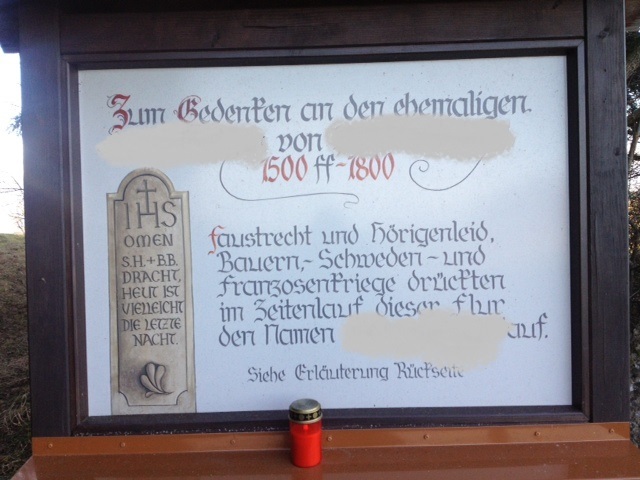 Zum Gedenken an den ehemaligen.
von
1500 ff-1800
IHS
OMEN
S.H.+B.B.
DRACHT,
HEUT IST
VIELLEICHT
DIE LETZTE
NACHT.
Faustrecht und Hörigenleid,
Bauern,- Schweden- und
Franzosenkriege drückten
im Zeitenlauf dieser Flur
den Namen auf.
Siehe Erläuterung Rückseite